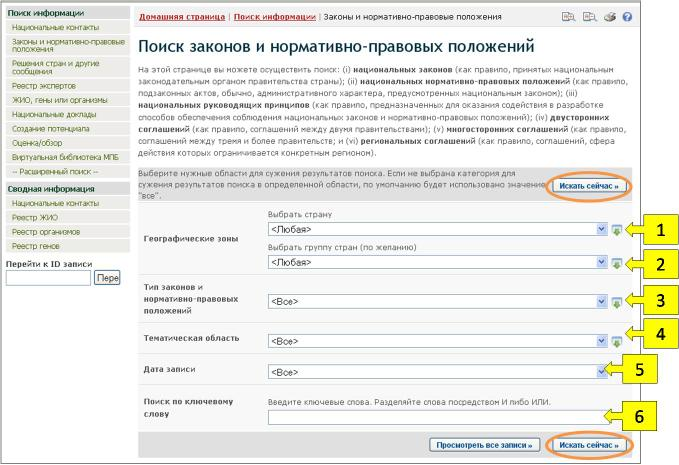 Поиск информации
Национальные контакты
Законы и нормативно-правовые
положения
Решения стран и другие
сообщения
Реестр экспертов
ЖИО, гены или организмы
Национальные доклады
Создание потенциала
Оценка/обзор
Виртуальная библиотека МПБ
-- Расширенный поиск --
Сводная информация
Национальные контакты
Реестр ЖИО
Реестр организмов
Реестр генов
Перейти к ID записи
Пере
Домашняя страница | Поиск информации | Законы и нормативно-правовые положения
Поиск законов и нормативно-правовых положений
На этой странице вы можете осуществить поиск: (i) национальных законов (как правило, принятых национальным
законодательным органом правительства страны); (ii) национальных нормативно-правовых положений (как правило,
подзаконных актов, обычно, административного характера, предусмотренных национальным законом); (iii)
национальных руководящих принципов (как правило, предназначенных для оказания содействия в разработке
способов обеспечения соблюдения национальных законов и нормативно-правовых положений); (iv) двусторонних
соглашений (как правило, соглашений между двумя правительствами); (v) многосторонних соглашений (как правило,
соглашений между тремя и более правительств; и (vi) региональных соглашений (как правило, соглашений, сфера
действия которых ограничивается конкретным регионом).
Выберите нужные области для сужения результатов поиска. Если не выбрана категория для
сужения результатов поиска в определенной области, по умолчанию будет использовано значение
"все".
Искать сейчас »
Географические зоны
Выбрать страну
<Любая>
1
Выбрать группу стран (по желанию)
<Любая>
2
Тип законов и
нормативно-правовых
положений
<Все>
3
Тематическая область
<Все>
4
Дата записи
<Все>
5
Поиск по ключевому
слову
Введите ключевые слова. Разделяйте слова посредством И либо ИЛИ.
6
Просмотреть все записи »
Искать сейчас »